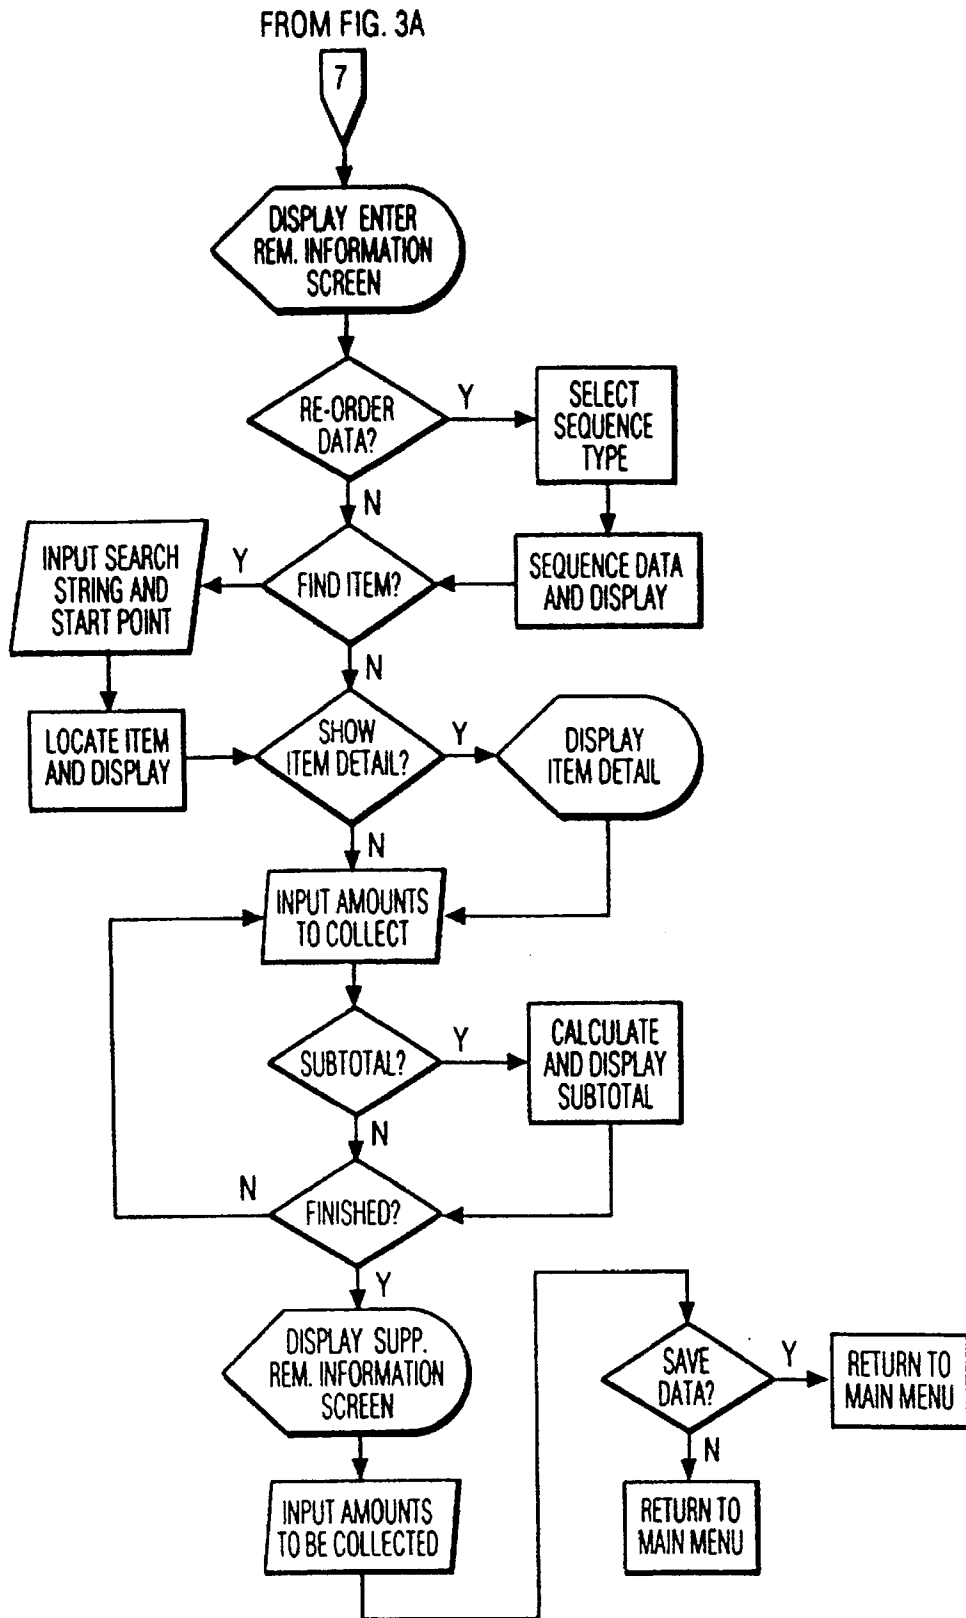 FROM FIG. 3A
7
DISPLAY ENTER
REM. INFORMATION
SCREEN
RE-ORDER
DATA?
Y
SELECT
SEQUENCE
TYPE
N
INPUT SEARCH
STRING AND
START POINT
Y
FIND ITEM?
SEQUENCE DATA
AND DISPLAY
N
LOCATE ITEM
AND DISPLAY
SHOW
ITEM DETAIL?
Y
DISPLAY
ITEM DETAIL
N
INPUT AMOUNTS
TO COLLECT
SUBTOTAL?
Y
CALCULATE
AND DISPLAY
SUBTOTAL
N
N
FINISHED?
Y
DISPLAY SUPP.
REM. INFORMATION
SCREEN
SAVE
DATA?
Y
RETURN TO
MAIN MENU
N
INPUT AMOUNTS
TO BE COLLECTED
RETURN TO
MAIN MENU